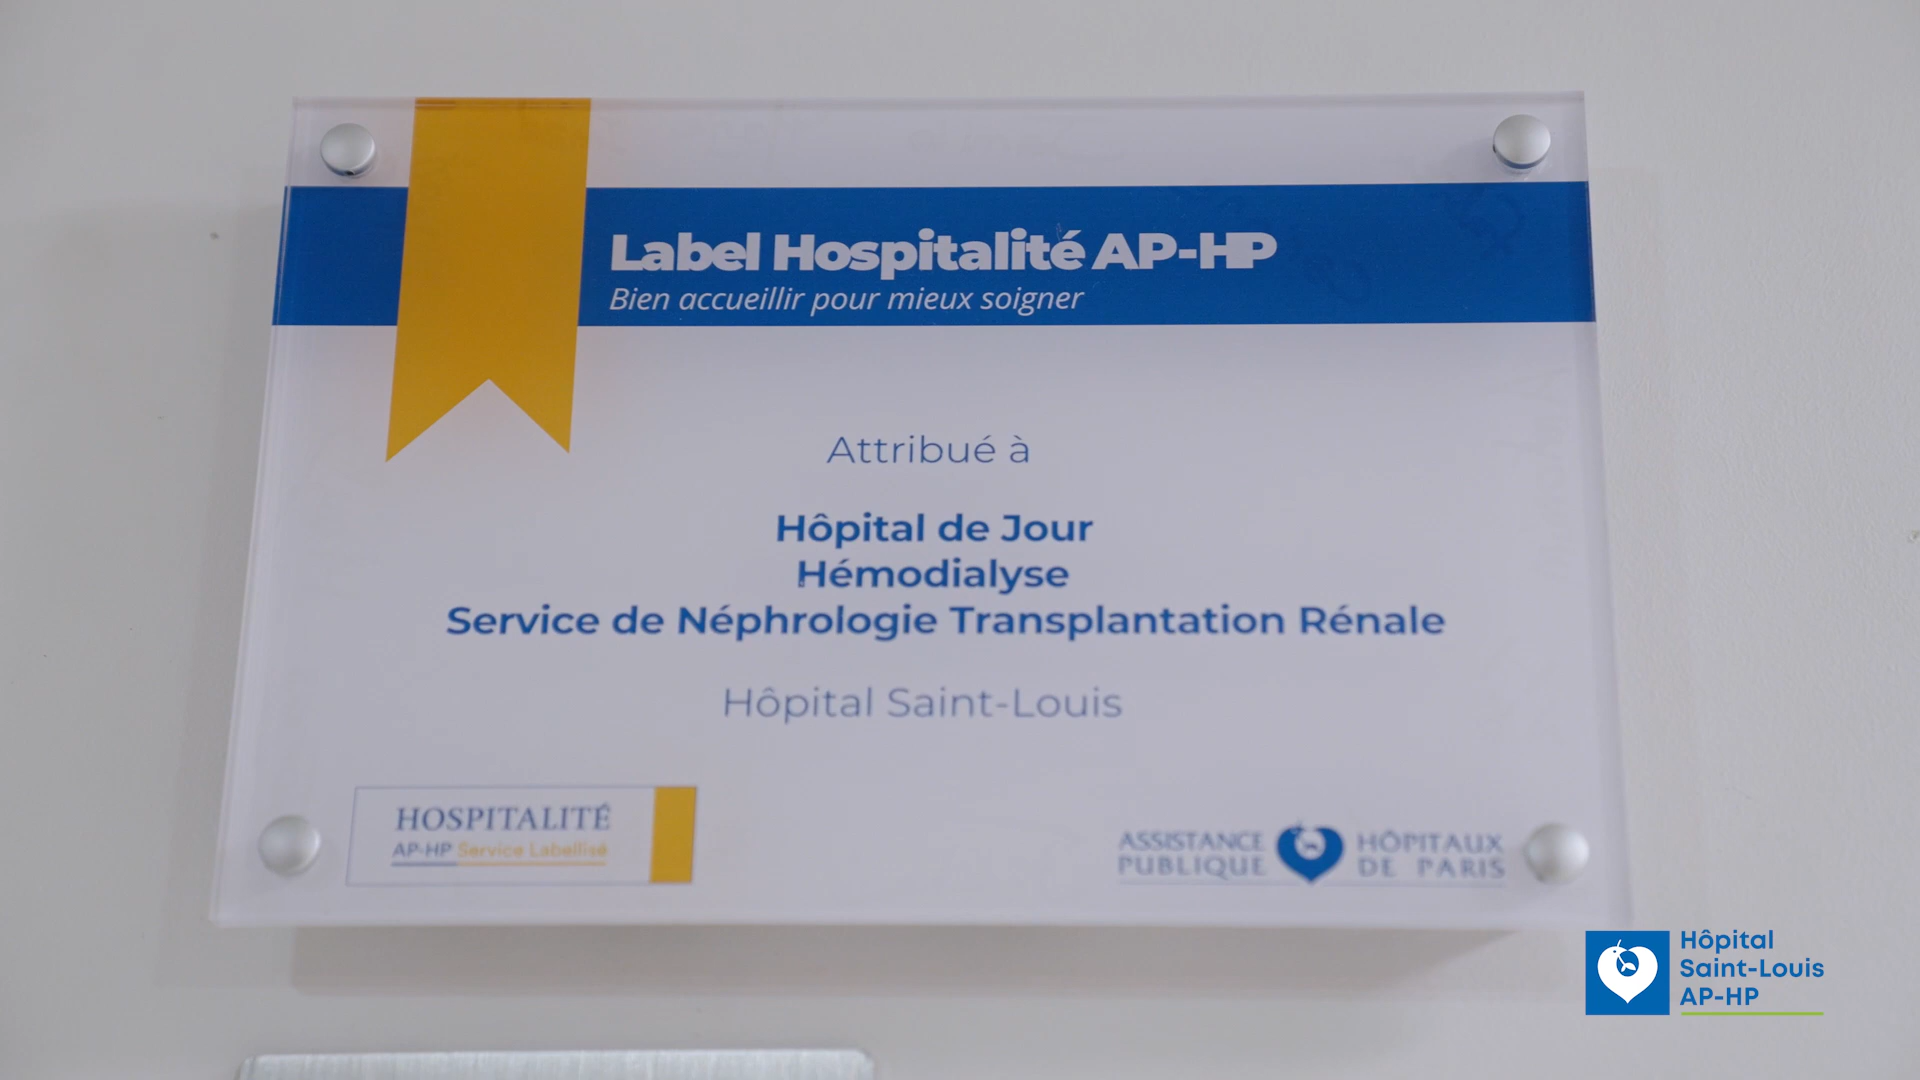 Label Hospitalité AP-HP
Bien accueillir pour mieux soigner
Attribué à
Hôpital de Jour
Hémodialyse
Service de Néphrologie Transplantation Rénale
Hôpital Saint-Louis
HOSPITALITÉ
AP-HP Service Labellisé
ASSISTANCE PUBLIQUE
HÔPITAUX DE PARIS
Hôpital
Saint-Louis
AP-HP